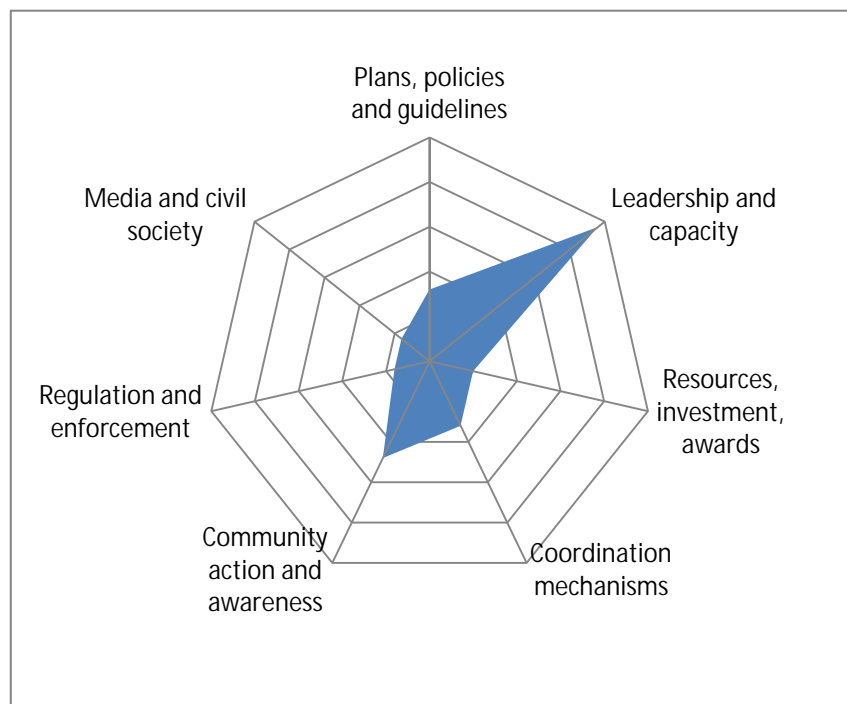 Plans, policies
and guidelines
Leadership and
capacity
Resources,
investment,
awards
Coordination
mechanisms
Community
action and
awareness
Regulation and
enforcement
Media and civil
society